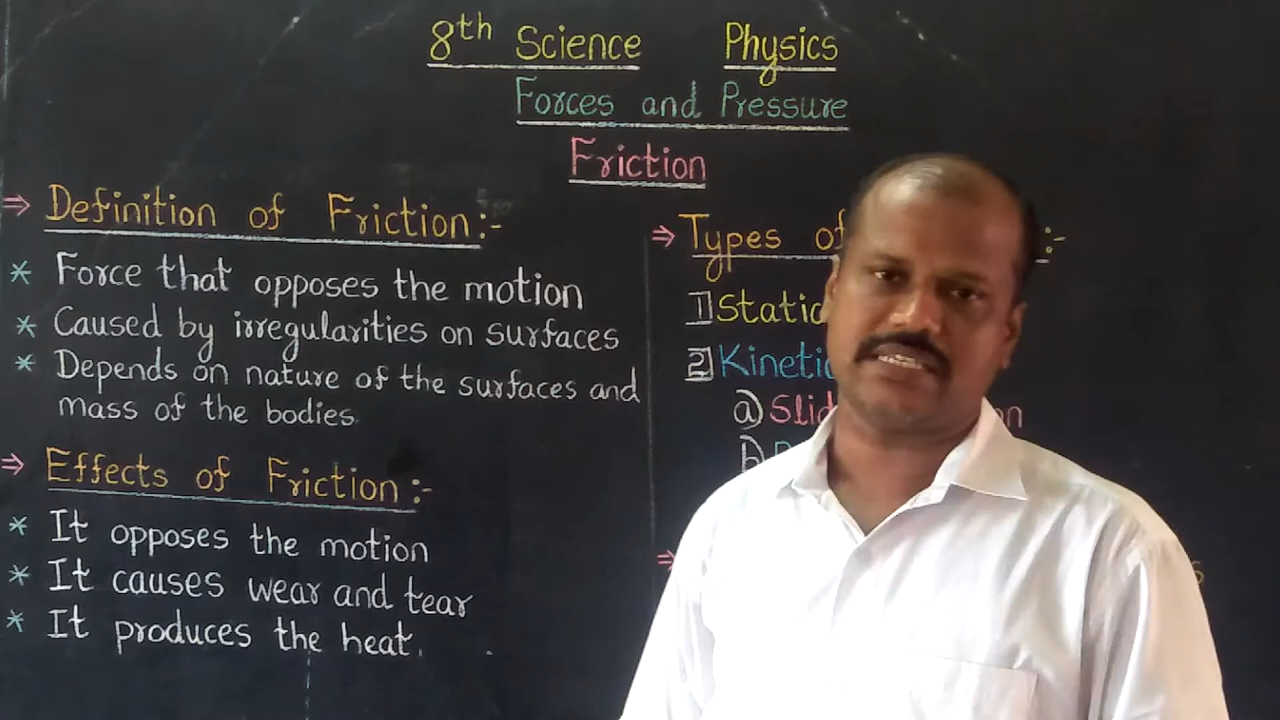 8th Science Physics
Forces and Pressure
Friction
⇒ Definition of Friction:-
* Force that opposes the motion
* Caused by irregularities on surfaces
* Depends on nature of the surfaces and
mass of the bodies
⇒ Effects of Friction:-
* It opposes the motion
* It causes wear and tear
* It produces the heat.
⇒ Types of :-
1] Static
2] Kinetic
a)
b)
⇒